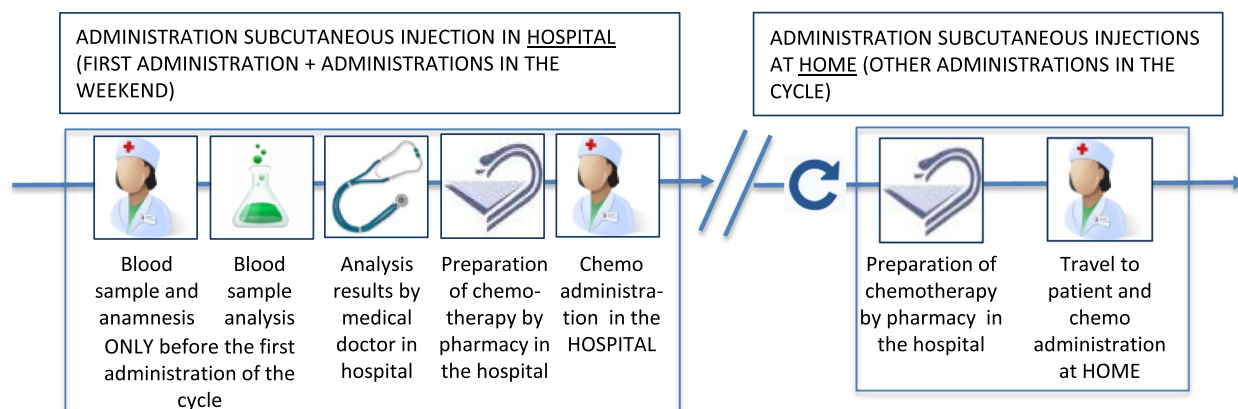 ADMINISTRATION SUBCUTANEOUS INJECTION IN HOSPITAL
(FIRST ADMINISTRATION + ADMINISTRATIONS IN THE
WEEKEND)
Blood
sample and
anamnesis
Blood
sample
analysis
ONLY before the first
administration of the
cycle
Analysis
results by
medical
doctor in
hospital
Preparation
of chemo-
therapy by
pharmacy in
the hospital
Chemo
administra-
tion in the
HOSPITAL
ADMINISTRATION SUBCUTANEOUS INJECTIONS
AT HOME (OTHER ADMINISTRATIONS IN THE
CYCLE)
Preparation of
chemotherapy
by pharmacy in
the hospital
Travel to
patient and
chemo
administration
at HOME